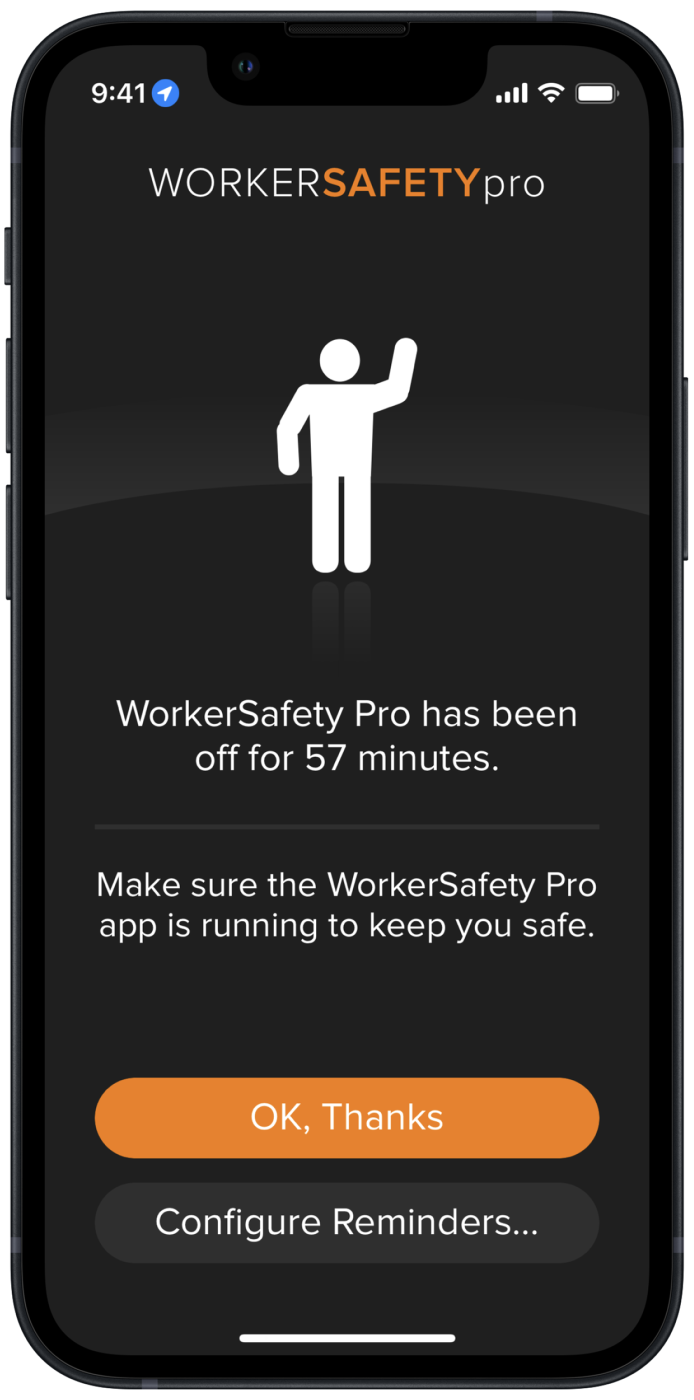 9:41
WORKERSAFETYpro
WorkerSafety Pro has been
off for 57 minutes.
Make sure the WorkerSafety Pro
app is running to keep you safe.
OK, Thanks
Configure Reminders...